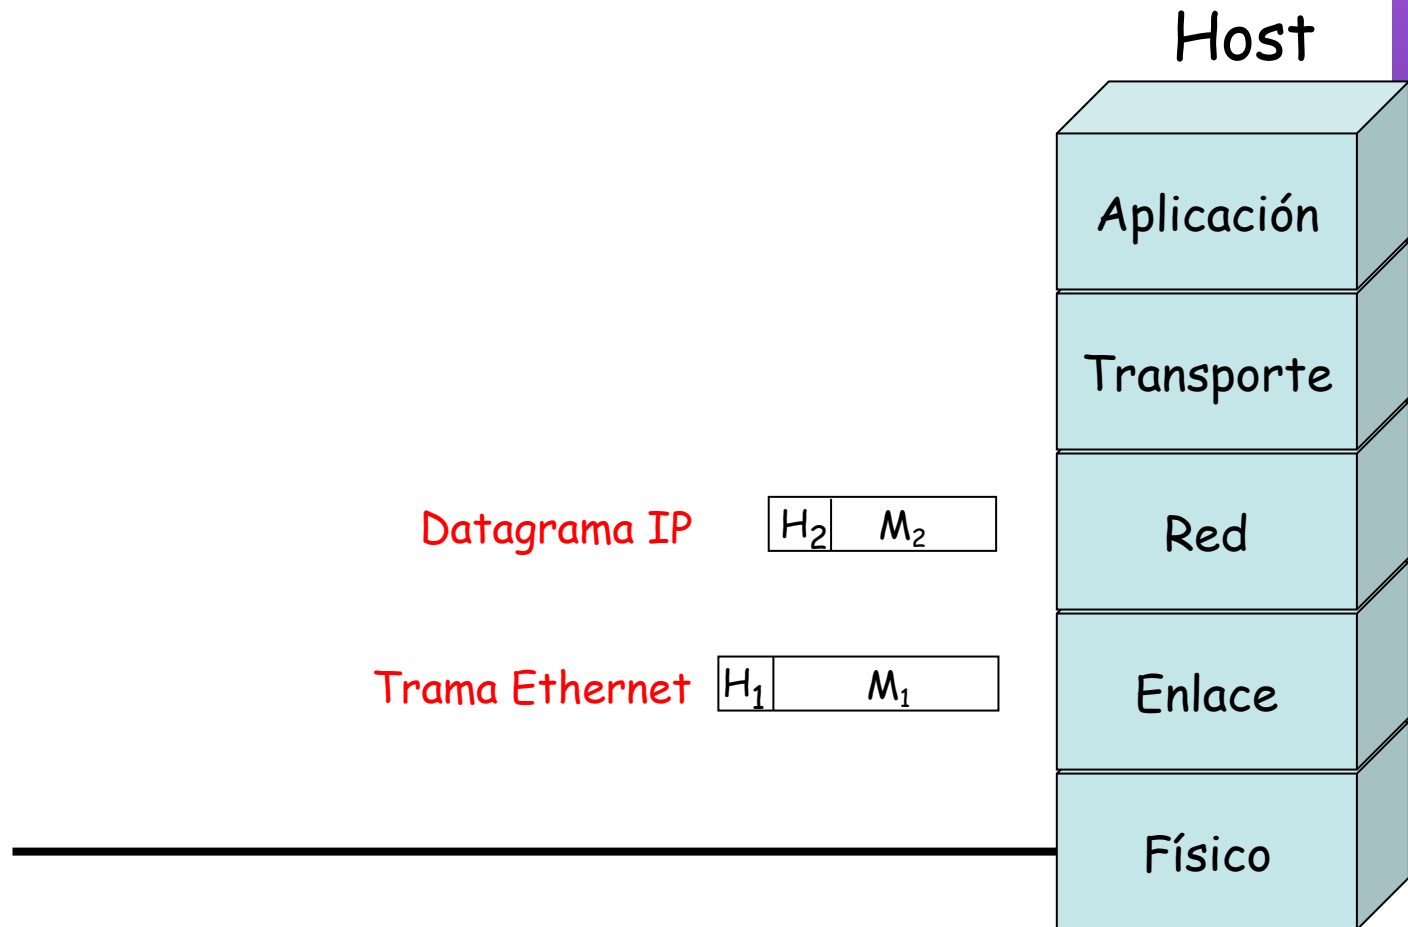 Host
Aplicación
Transporte
Datagrama IP H₂ M₂ Red
Trama Ethernet H₁ M₁ Enlace
Físico